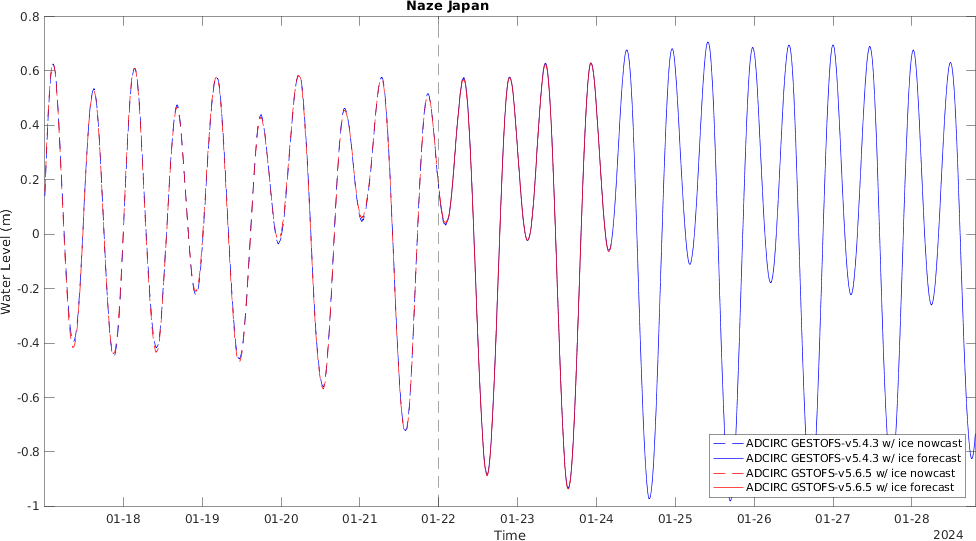 Naze Japan
Water Level (m)
0.8
0.6
0.4
0.2
0
-0.2
-0.4
-0.6
-0.8
-1
ADCIRC GESTOFS-v5.4.3 w/ ice nowcast
ADCIRC GESTOFS-v5.4.3 w/ ice forecast
ADCIRC GSTOFS-v5.6.5 w/ ice nowcast
ADCIRC GSTOFS-v5.6.5 w/ ice forecast
01-18 01-19 01-20 01-21 01-22 01-23 01-24 01-25 01-26 01-27 01-28
Time
2024